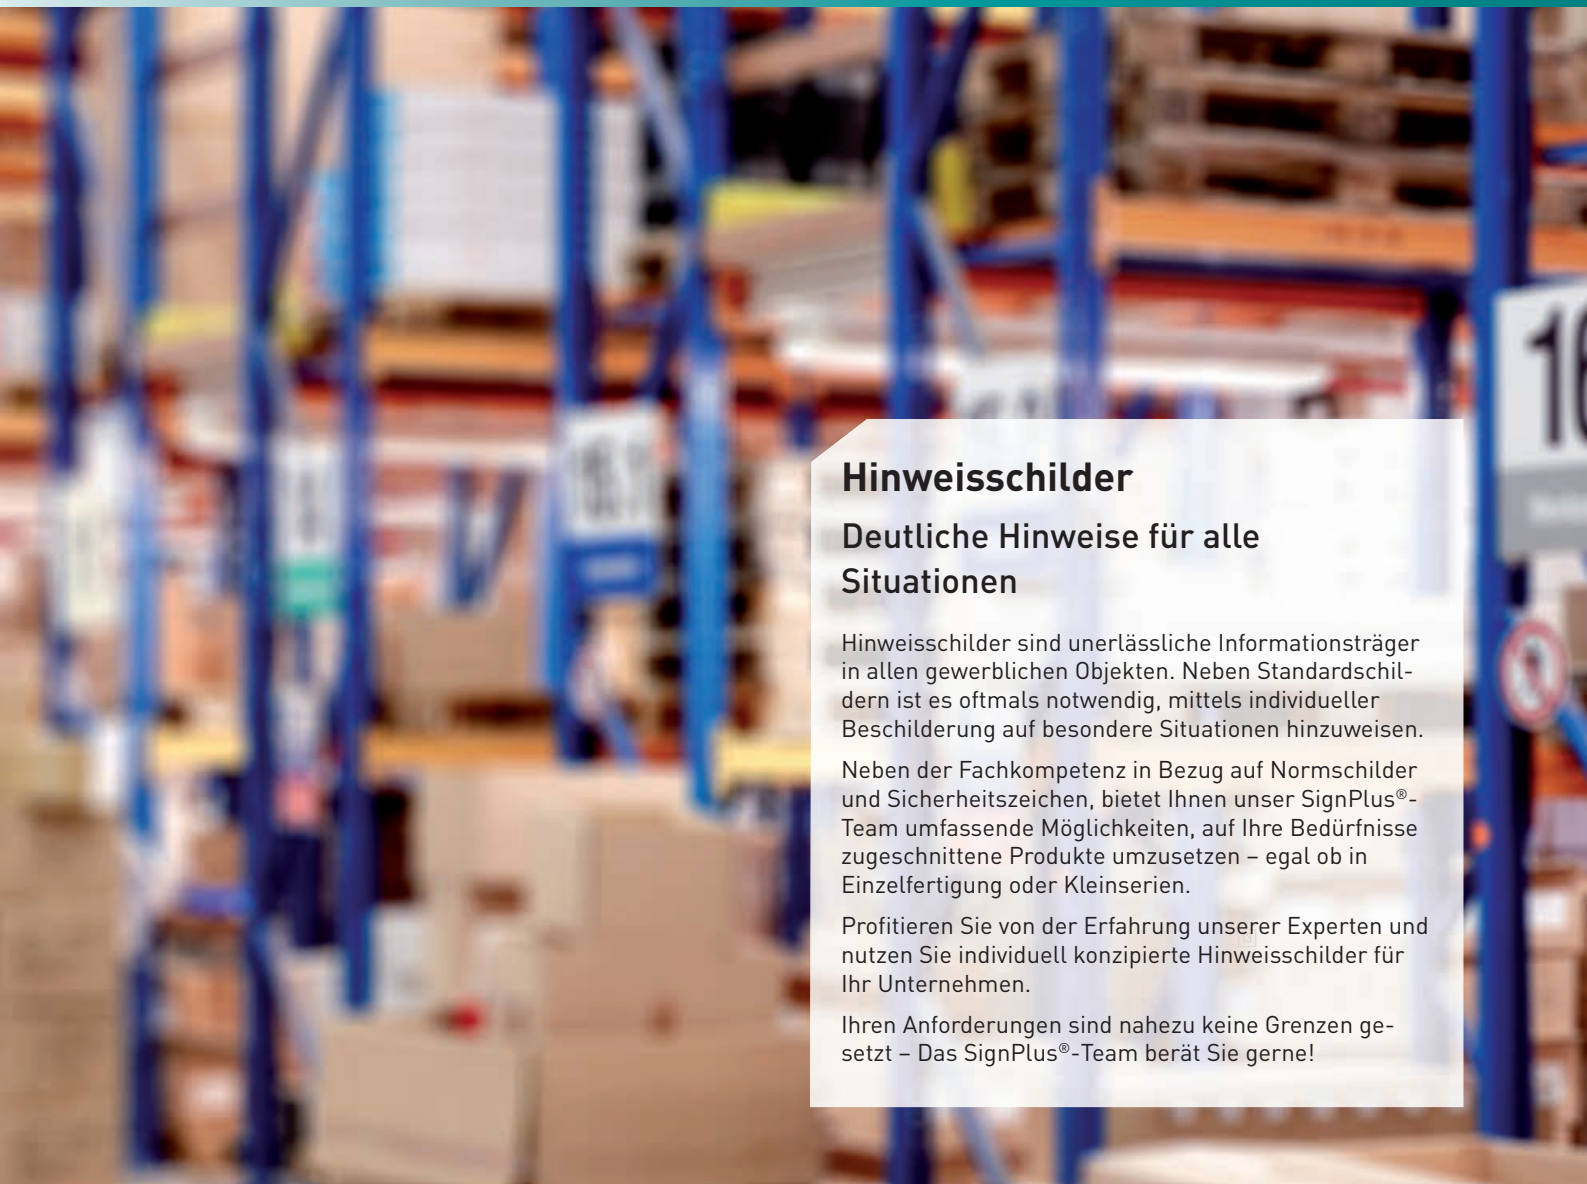 Hinweisschilder
Deutliche Hinweise für alle
Situationen
Hinweisschilder sind unerlässliche Informationsträger
in allen gewerblichen Objekten. Neben Standardschil-
dern ist es oftmals notwendig, mittels individueller
Beschilderung auf besondere Situationen hinzuweisen.
Neben der Fachkompetenz in Bezug auf Normschilder
und Sicherheitszeichen, bietet Ihnen unser SignPlus®-
Team umfassende Möglichkeiten, auf Ihre Bedürfnisse
zugeschnittene Produkte umzusetzen – egal ob in
Einzelfertigung oder Kleinserien.
Profitieren Sie von der Erfahrung unserer Experten und
nutzen Sie individuell konzipierte Hinweisschilder für
Ihr Unternehmen.
Ihren Anforderungen sind nahezu keine Grenzen ge-
setzt – Das SignPlus®-Team berät Sie gerne!